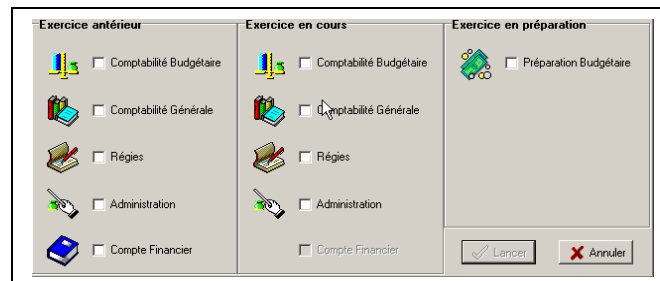 Exercice antérieur
Comptabilité Budgétaire
Comptabilité Générale
Régies
Administration
Compte Financier
Exercice en cours
Comptabilité Budgétaire
Comptabilité Générale
Régies
Administration
Compte Financier
Exercice en préparation
Préparation Budgétaire
Lancer
Annuler